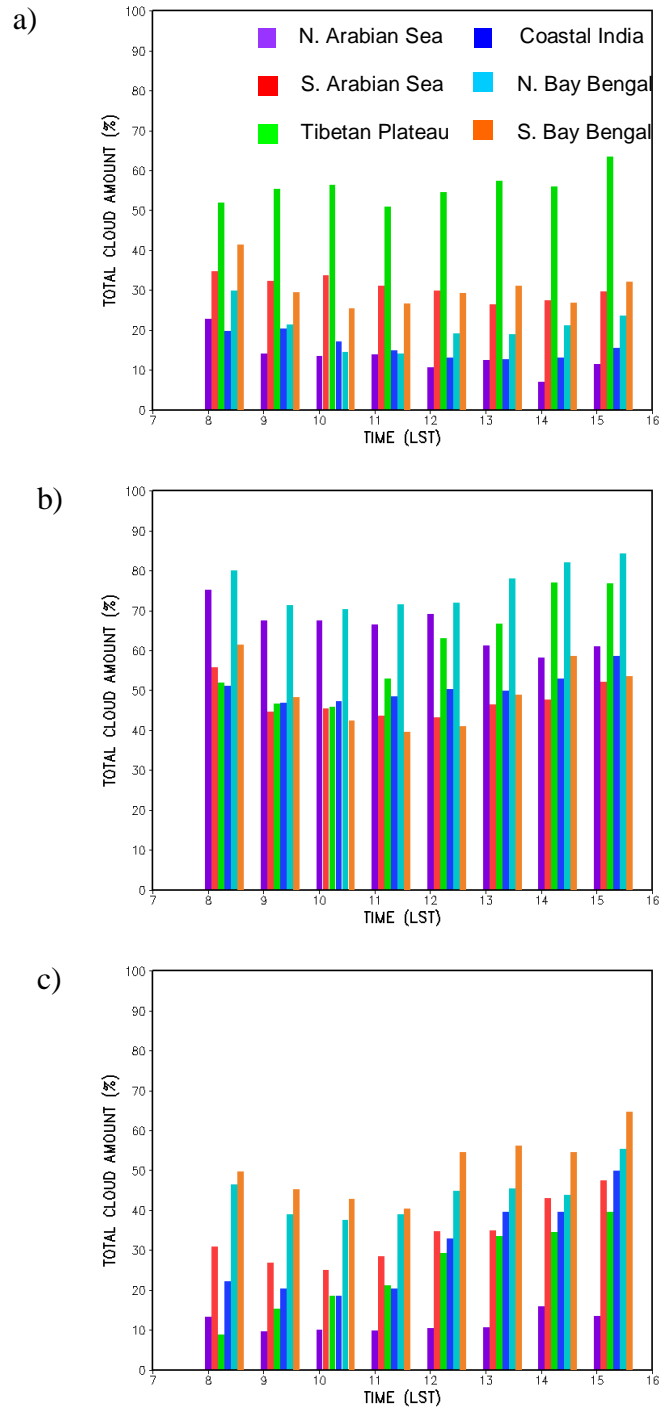 a)
TOTAL CLOUD AMOUNT (%)
100
90
80
70
60
50
40
30
20
10
0
N. Arabian Sea
Coastal India
S. Arabian Sea
N. Bay Bengal
Tibetan Plateau
S. Bay Bengal
7 8 9 10 11 12 13 14 15 16
TIME (LST)
b)
TOTAL CLOUD AMOUNT (%)
100
90
80
70
60
50
40
30
20
10
0
7 8 9 10 11 12 13 14 15 16
TIME (LST)
c)
TOTAL CLOUD AMOUNT (%)
100
90
80
70
60
50
40
30
20
10
0
7 8 9 10 11 12 13 14 15 16
TIME (LST)